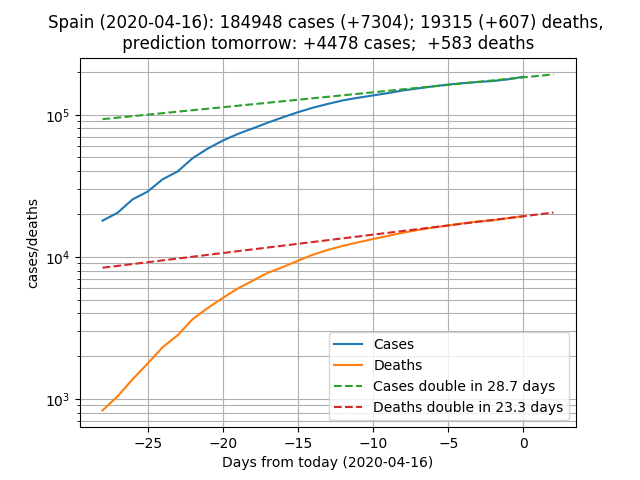 Spain (2020-04-16): 184948 cases (+7304); 19315 (+607) deaths,
prediction tomorrow: +4478 cases;  +583 deaths
cases/deaths
10^5
10^4
10^3
Cases
Deaths
Cases double in 28.7 days
Deaths double in 23.3 days
−25 −20 −15 −10 −5 0
Days from today (2020-04-16)